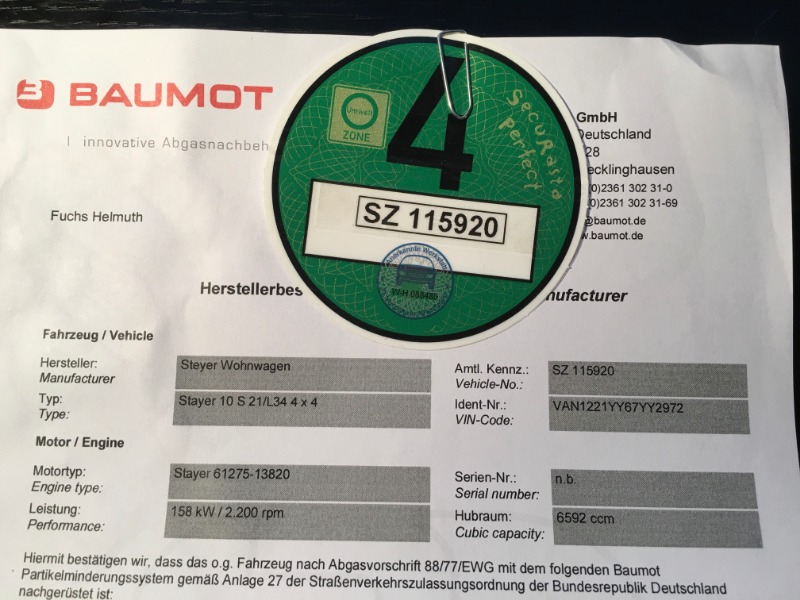 BAUMOT
innovative Abgasnachbeh
4
Umwelt
ZONE
SecuRasta
Perfect
SZ 115920
Anerkannte Werkstatt
GmbH
Deutschland
28
ecklinghausen
0)2361 302 31-0
0)2361 302 31-69
@baumot.de
w.baumot.de
Fuchs Helmuth
Herstellerbes
nufacturer
Fahrzeug / Vehicle
Hersteller: Steyer Wohnwagen Amtl. Kennz.: SZ 115920
Manufacturer Vehicle-No.:
Typ: Stayer 10 S 21/L34 4 x 4 Ident-Nr.: VAN1221YY67YY2972
Type: VIN-Code:
Motor / Engine
Motortyp: Stayer 61275-13820 Serien-Nr.: n.b.
Engine type: Serial number:
Leistung: 158 kW / 2.200 rpm Hubraum: 6592 ccm
Performance: Cubic capacity:
Hiermit bestätigen wir, dass das o.g. Fahrzeug nach Abgasvorschrift 88/77/EWG mit dem folgenden Baumot
Partikelminderungssystem gemäß Anlage 27 der Straßenverkehrszulassungsordnung der Bundesrepublik Deutschland
nachgerüstet ist: